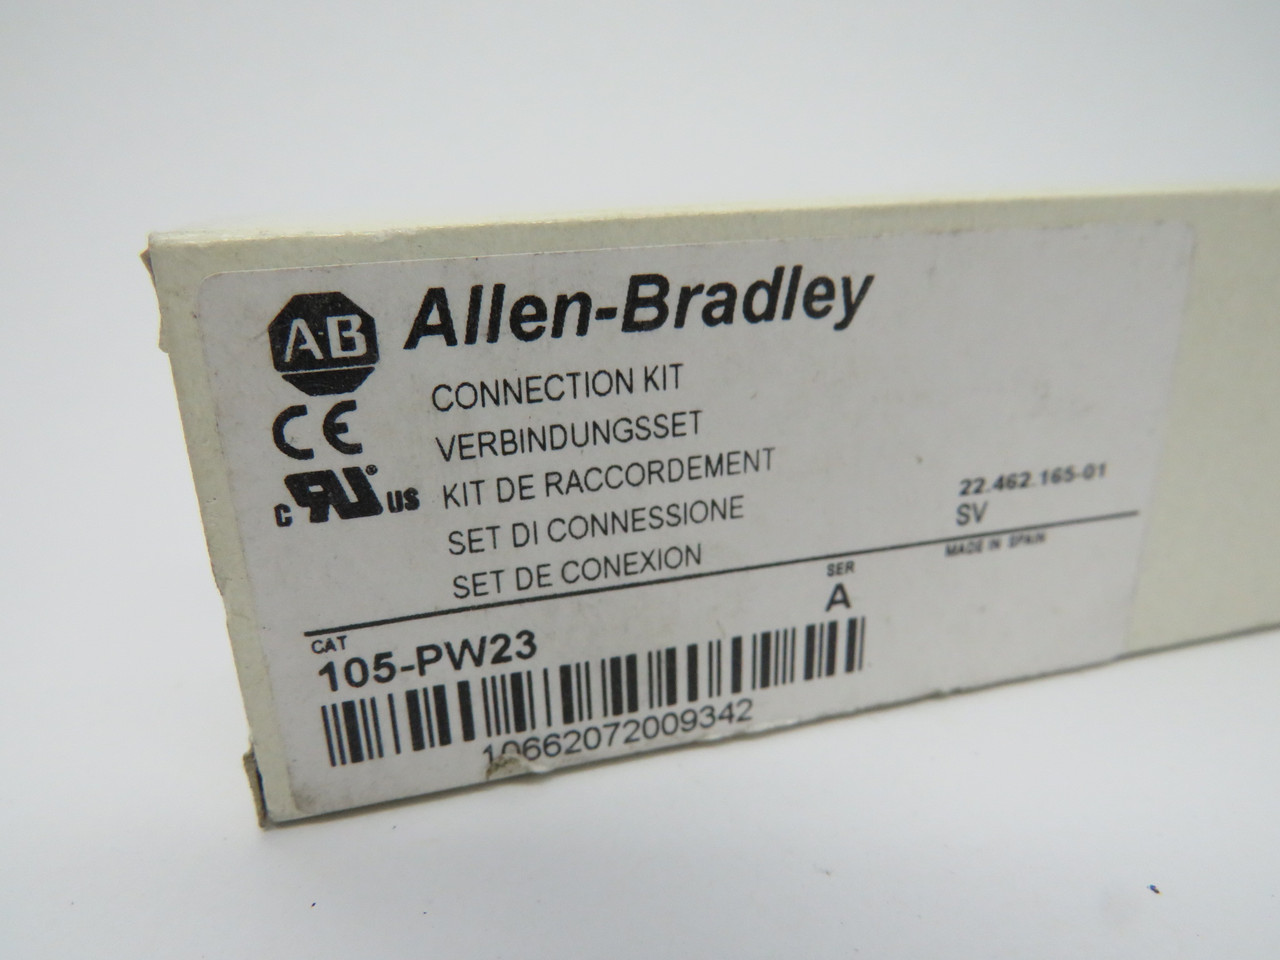 AB Allen-Bradley
CE
c RU US
CONNECTION KIT
VERBINDUNGSSET
KIT DE RACCORDEMENT
SET DI CONNESSIONE
SET DE CONEXION
22.462.165-01
SV
MADE IN SPAIN
CAT
105-PW23
SER
A
10662072009342